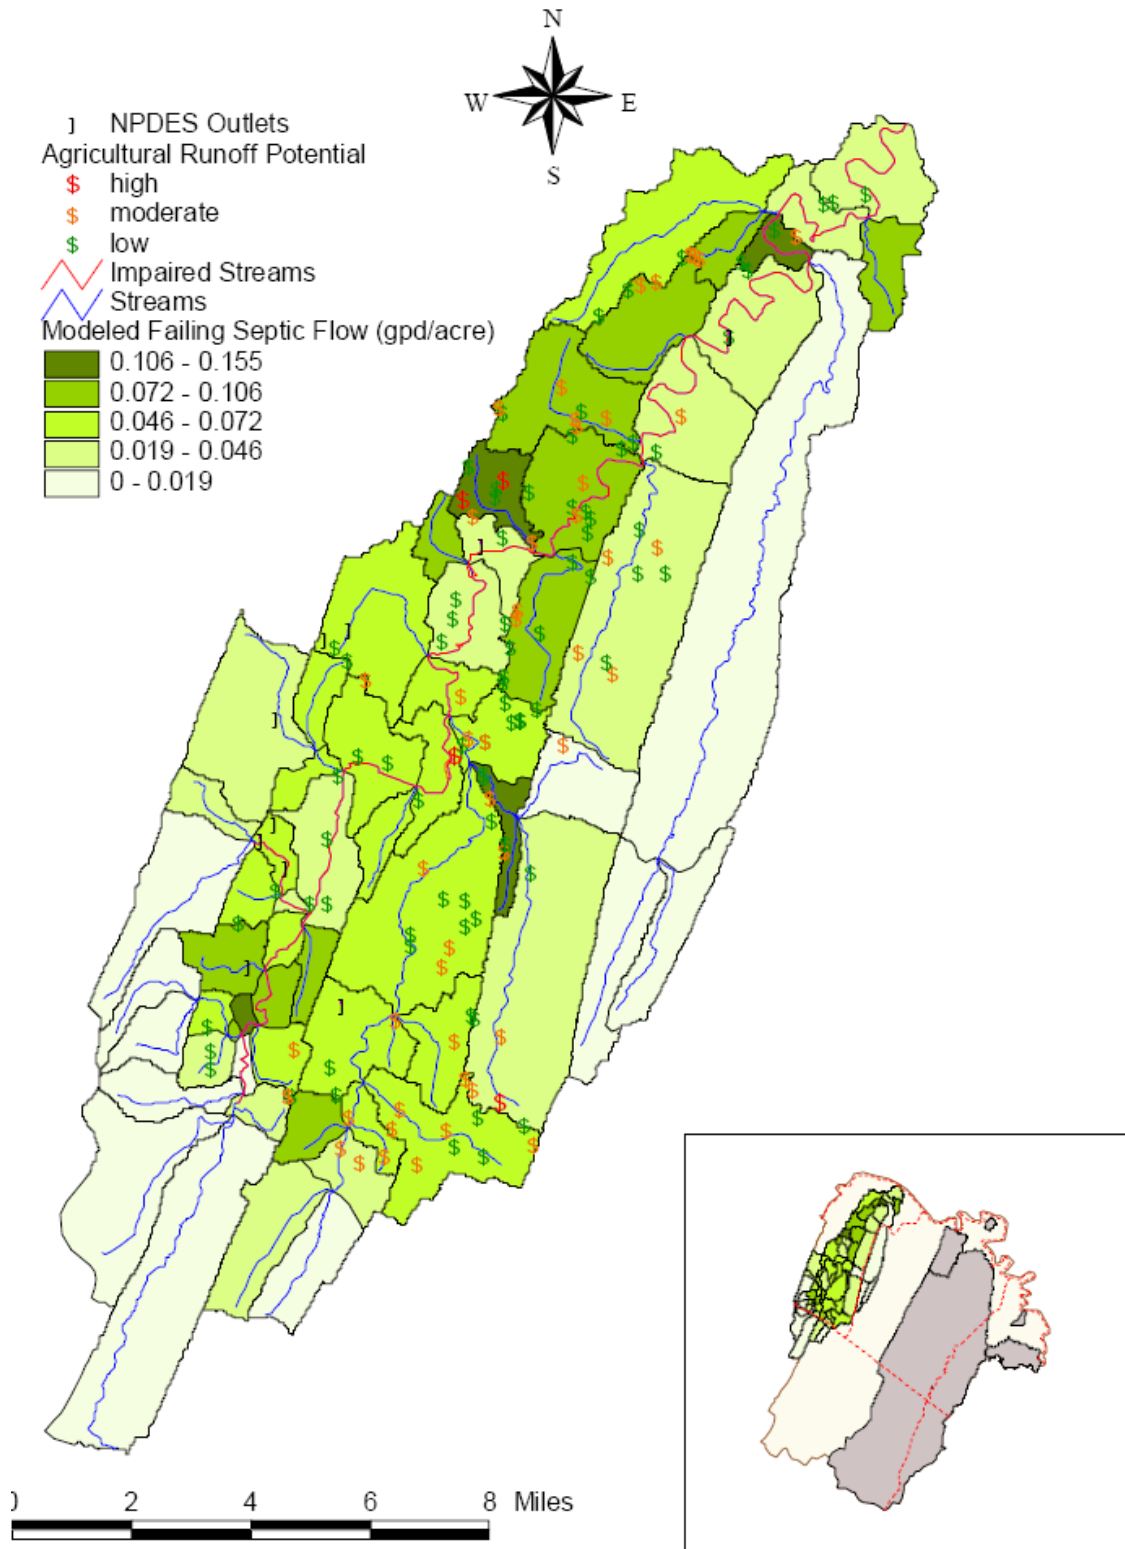 N
W E
S
] NPDES Outlets
Agricultural Runoff Potential
$ high
$ moderate
$ low
Impaired Streams
Streams
Modeled Failing Septic Flow (gpd/acre)
0.106 - 0.155
0.072 - 0.106
0.046 - 0.072
0.019 - 0.046
0 - 0.019
0 2 4 6 8 Miles